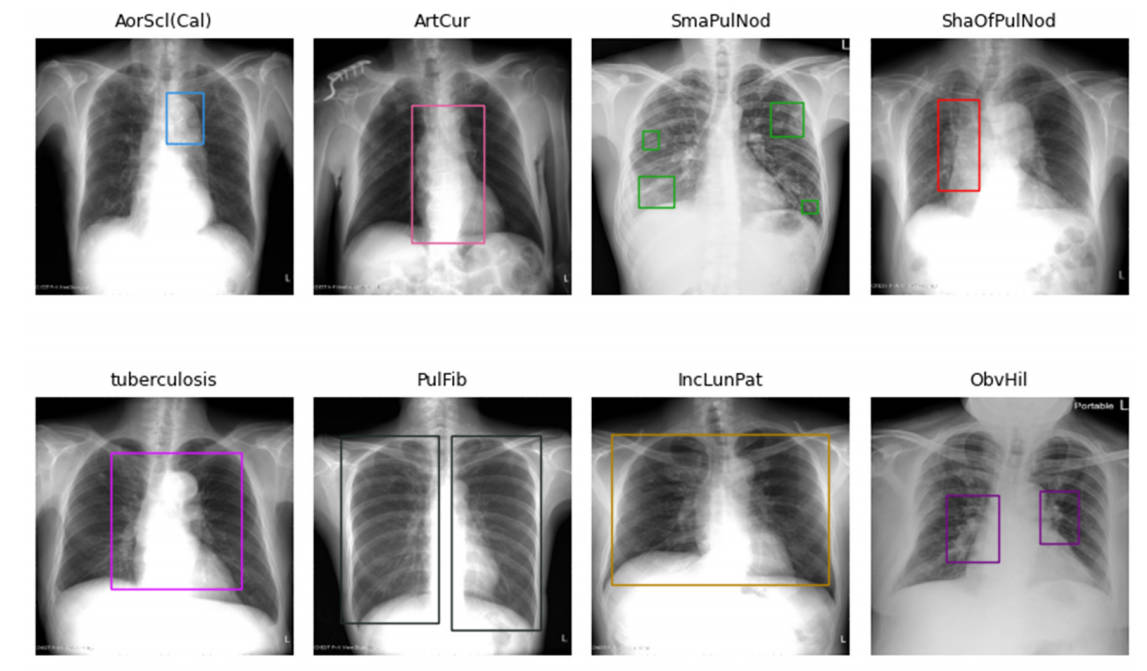 AorScl(Cal)
ArtCur
SmaPulNod
ShaOfPulNod
L
L
L
L
tuberculosis
PulFib
IncLunPat
ObvHil
Portable L
L
L
L